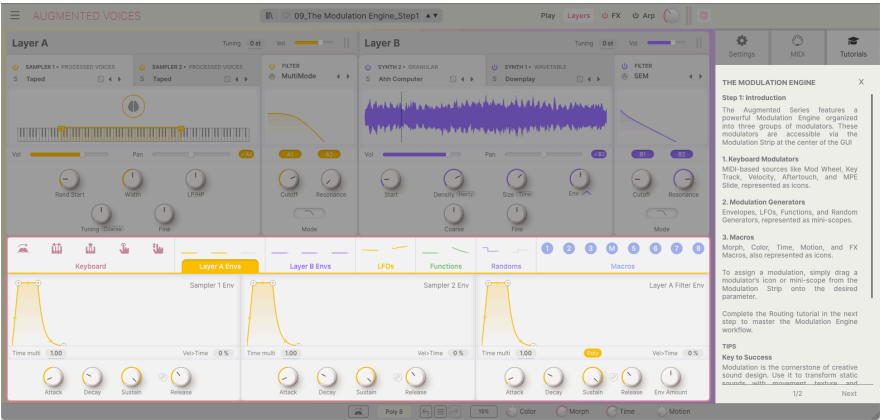 AUGMENTED VOICES
09_The Modulation Engine_Step1
Play Layers FX Arp
Layer A Tuning 0 st Vol
Layer B Tuning 0 st Vol
Settings MIDI Tutorials
SAMPLER 1 • PROCESSED VOICES
S Taped
SAMPLER 2 • PROCESSED VOICES
S Taped
FILTER
MultiMode
SYNTH 2 • GRANULAR
S Ahh Computer
SYNTH 1 • WAVETABLE
S Downplay
FILTER
SEM
Vol Pan A2
A1 A2
Vol Pan B2
B1 B2
Rand Start Width LP/HP
Cutoff Resonance
Start Density Hertz Size Time Env
Cutoff Resonance
Tuning Coarse Fine
Mode
Coarse Fine
Mode
1 2 3 M 5 6 7 8
Keyboard Layer A Envs Layer B Envs LFOs Functions Randoms Macros
Sampler 1 Env
Sampler 2 Env
Layer A Filter Env
Time multi 1.00 Vel>Time 0 %
Time multi 1.00 Vel>Time 0 %
Time multi 1.00 Poly Vel>Time 0 %
Attack Decay Sustain Release
Attack Decay Sustain Release
Attack Decay Sustain Release Env Amount
Poly 8 16% Color Morph Time Motion
THE MODULATION ENGINE X
Step 1: Introduction
The Augmented Series features a
powerful Modulation Engine organized
into three groups of modulators. These
modulators are accessible via the
Modulation Strip at the center of the GUI
1. Keyboard Modulators
MIDI-based sources like Mod Wheel, Key
Track, Velocity, Aftertouch, and MPE
Slide, represented as icons.
2. Modulation Generators
Envelopes, LFOs, Functions, and Random
Generators, represented as mini-scopes.
3. Macros
Morph, Color, Time, Motion, and FX
Macros, also represented as icons.
To assign a modulation, simply drag a
modulator's icon or mini-scope from the
Modulation Strip onto the desired
parameter.
Complete the Routing tutorial in the next
step to master the Modulation Engine
workflow.
TIPS
Key to Success
Modulation is the cornerstone of creative
sound design. Use it to transform static
sounds with movement, texture and
1/2 Next